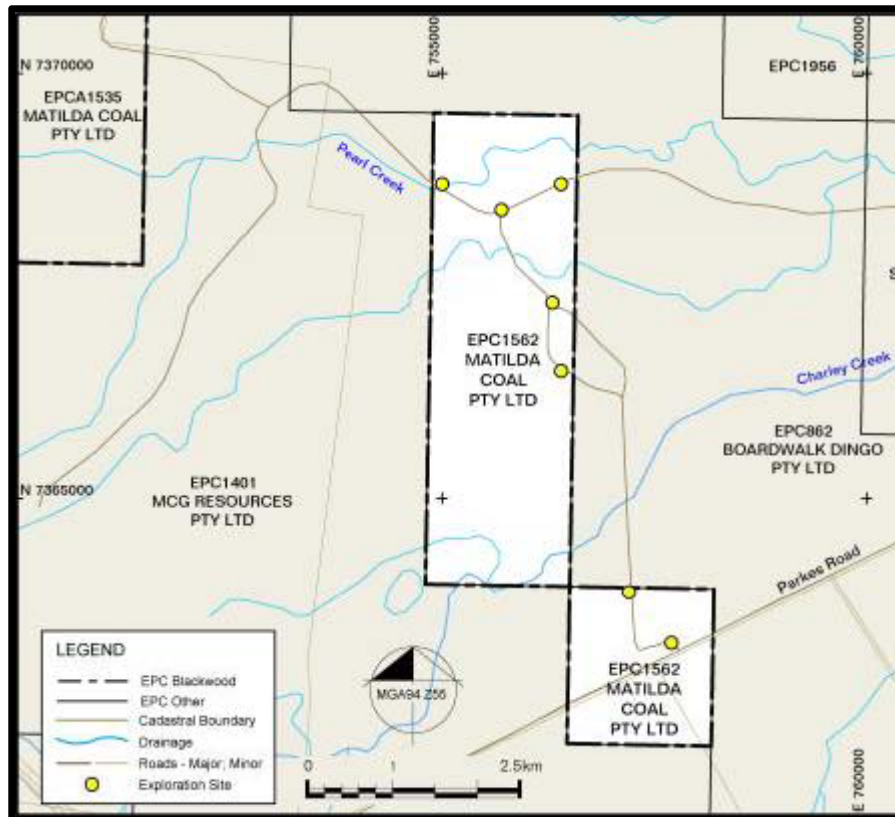 E 755000
E 760000
N 7370000
EPC1956
EPCA1535
MATILDA COAL
PTY LTD
Pearl Creek
S
EPC1562
MATILDA
COAL
PTY LTD
Charley Creek
EPC862
BOARDWALK DINGO
PTY LTD
N 7365000
EPC1401
MCG RESOURCES
PTY LTD
Parkes Road
LEGEND
EPC Blackwood
EPC Other
Cadastral Boundary
Drainage
Roads - Major; Minor
Exploration Site
MGA94 Z56
EPC1562
MATILDA
COAL
PTY LTD
0 1 2.5km
E 760000